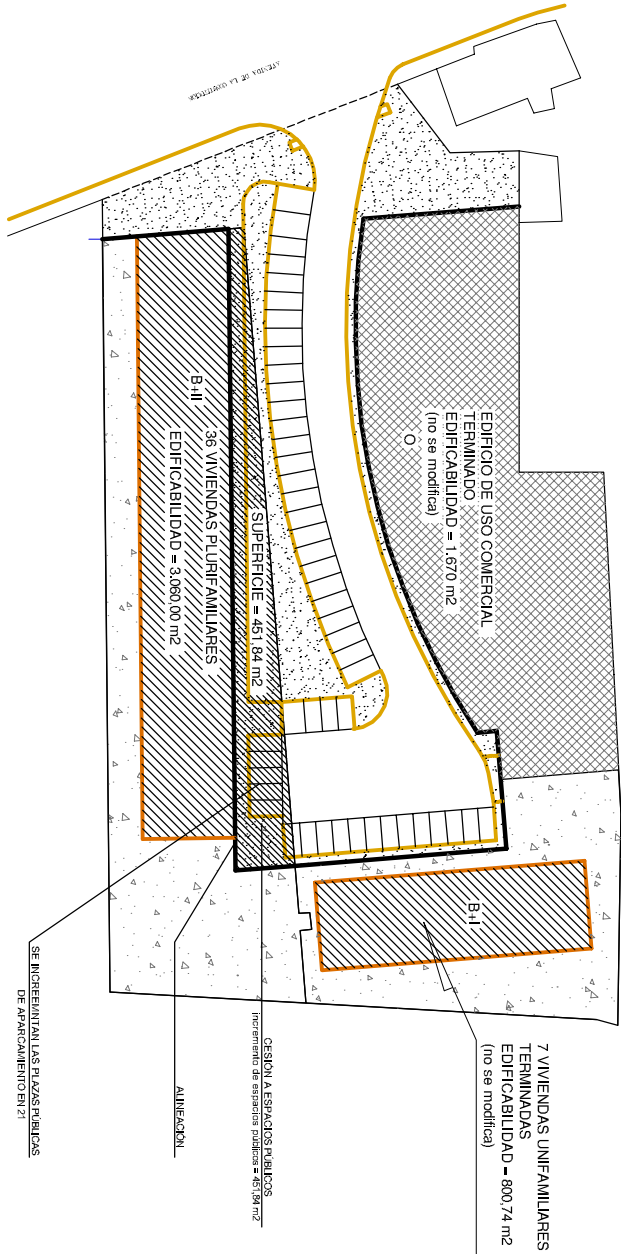 EDIFICIO DE USO COMERCIAL
TERMINADO
EDIFICABILIDAD = 1.670 m2
(no se modifica)
O
SUPERFICIE = 451,84 m2
B+II
36 VIVIENDAS PLURIFAMILIARES
EDIFICABILIDAD = 3.060,00 m2
B+I
7 VIVIENDAS UNIFAMILIARES
TERMINADAS
EDIFICABILIDAD = 800,74 m2
(no se modifica)
CESIÓN A ESPACIOS PÚBLICOS
incremento de espacios públicos = 451,84 m2
ALINEACIÓN
SE INCREEMNTAN LAS PLAZAS PÚBLICAS
DE APARCAMIENTO EN 21